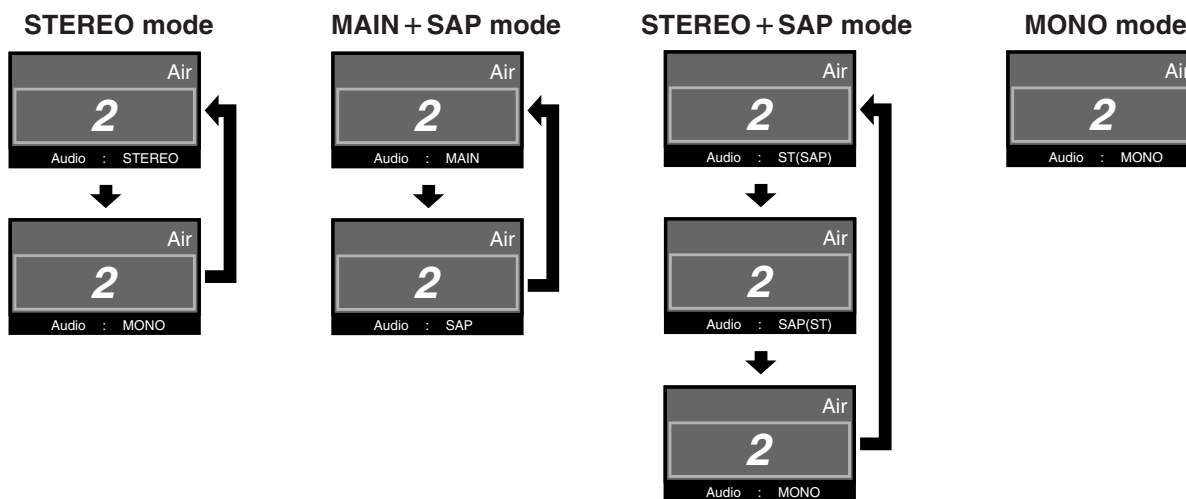 STEREO mode
Air
2
Audio : STEREO
Air
2
Audio : MONO
MAIN+SAP mode
Air
2
Audio : MAIN
Air
2
Audio : SAP
STEREO+SAP mode
Air
2
Audio : ST(SAP)
Air
2
Audio : SAP(ST)
Air
2
Audio : MONO
MONO mode
Air
2
Audio : MONO